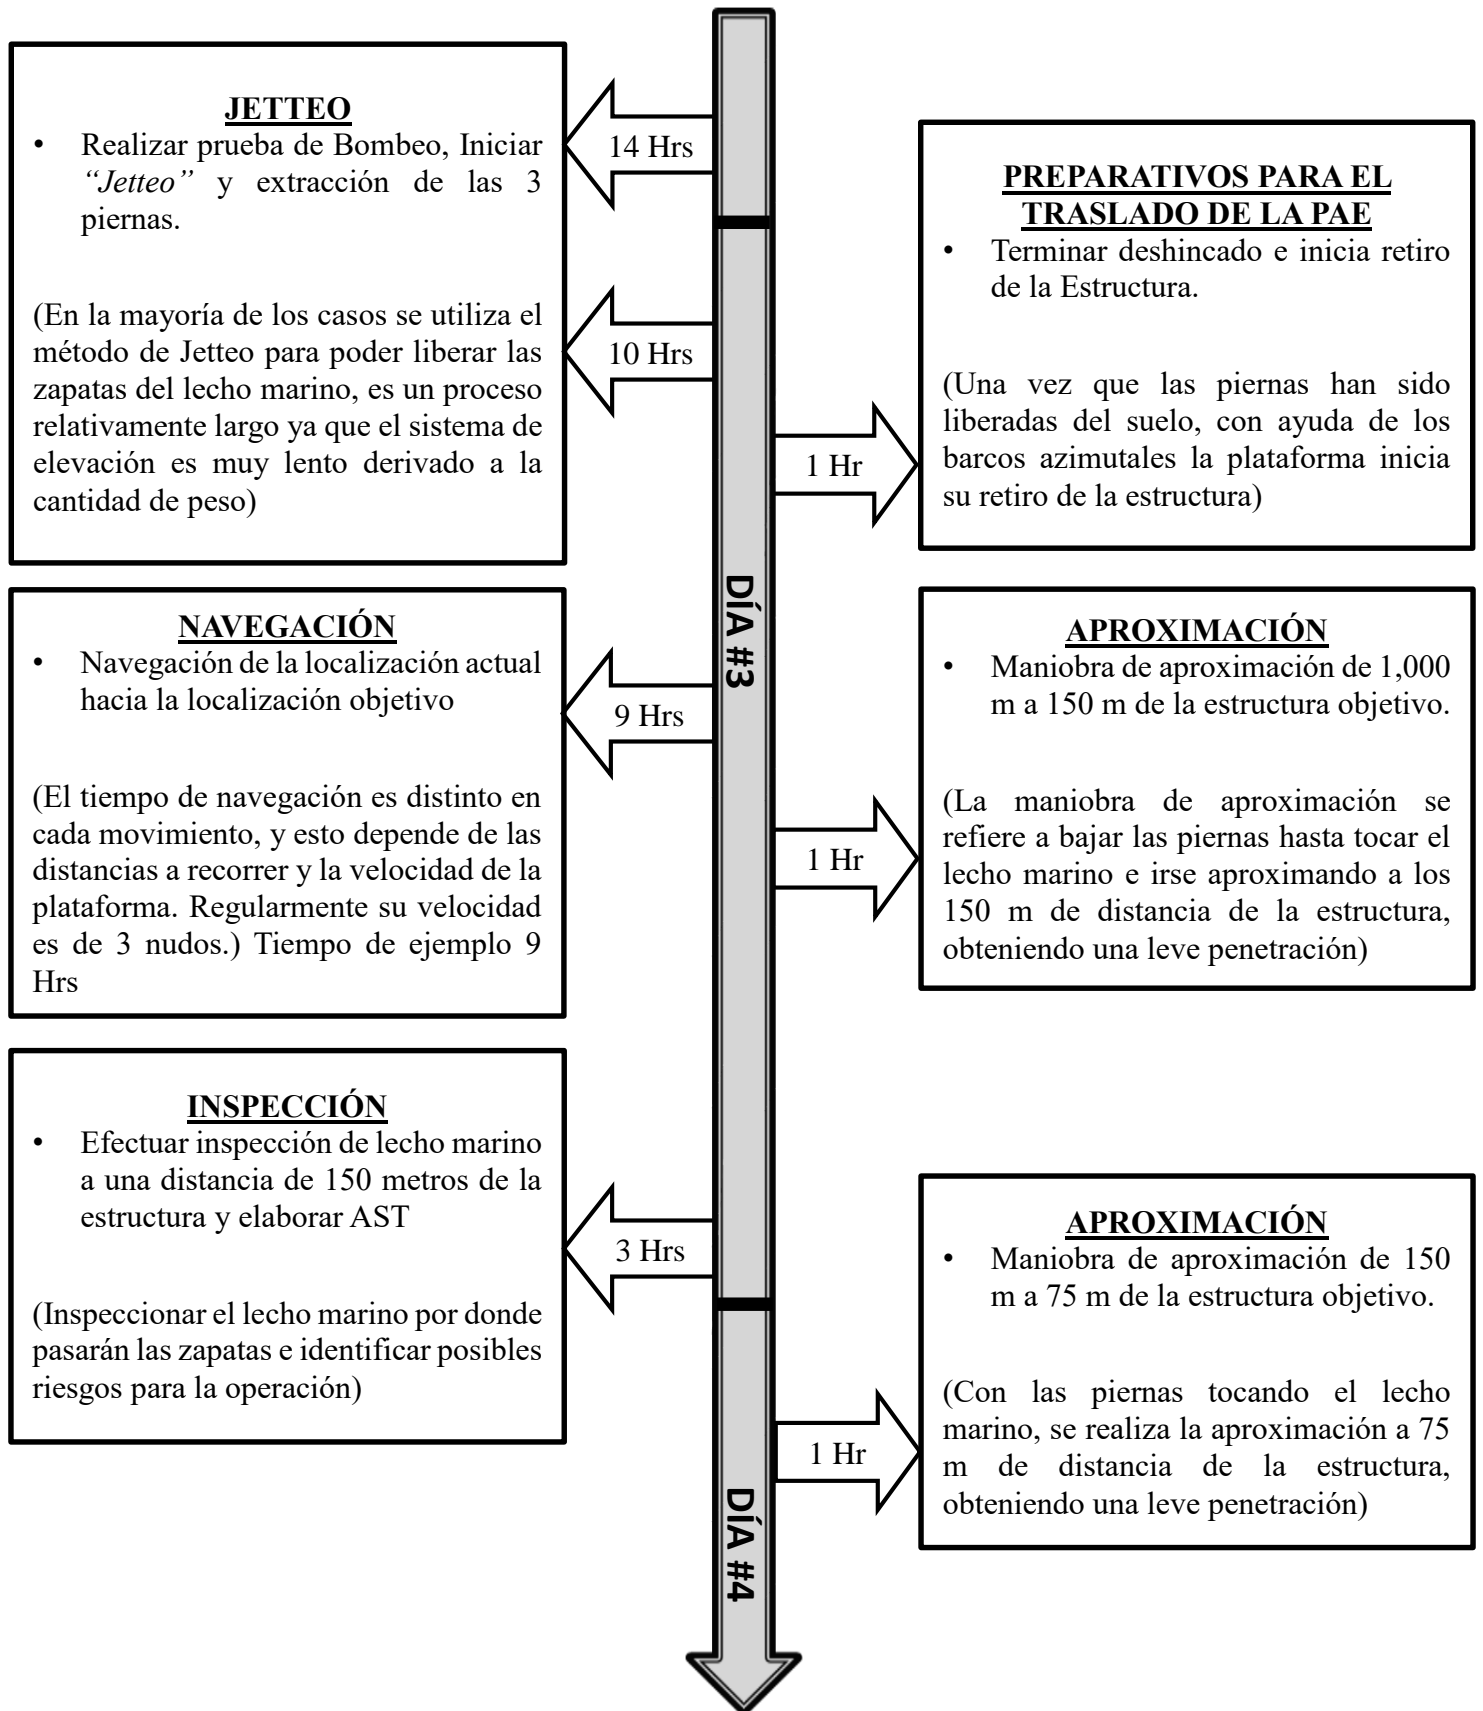 JETTEO
• Realizar prueba de Bombeo, Iniciar
“Jetteo” y extracción de las 3
piernas.
(En la mayoría de los casos se utiliza el
método de Jetteo para poder liberar las
zapatas del lecho marino, es un proceso
relativamente largo ya que el sistema de
elevación es muy lento derivado a la
cantidad de peso)
14 Hrs
10 Hrs
PREPARATIVOS PARA EL
TRASLADO DE LA PAE
• Terminar deshincado e inicia retiro
de la Estructura.
(Una vez que las piernas han sido
liberadas del suelo, con ayuda de los
barcos azimutales la plataforma inicia
su retiro de la estructura)
1 Hr
DÍA #3
NAVEGACIÓN
• Navegación de la localización actual
hacia la localización objetivo
(El tiempo de navegación es distinto en
cada movimiento, y esto depende de las
distancias a recorrer y la velocidad de la
plataforma. Regularmente su velocidad
es de 3 nudos.) Tiempo de ejemplo 9
Hrs
9 Hrs
APROXIMACIÓN
• Maniobra de aproximación de 1,000
m a 150 m de la estructura objetivo.
(La maniobra de aproximación se
refiere a bajar las piernas hasta tocar el
lecho marino e irse aproximando a los
150 m de distancia de la estructura,
obteniendo una leve penetración)
1 Hr
INSPECCIÓN
• Efectuar inspección de lecho marino
a una distancia de 150 metros de la
estructura y elaborar AST
(Inspeccionar el lecho marino por donde
pasarán las zapatas e identificar posibles
riesgos para la operación)
3 Hrs
APROXIMACIÓN
• Maniobra de aproximación de 150
m a 75 m de la estructura objetivo.
(Con las piernas tocando el lecho
marino, se realiza la aproximación a 75
m de distancia de la estructura,
obteniendo una leve penetración)
1 Hr
DÍA #4